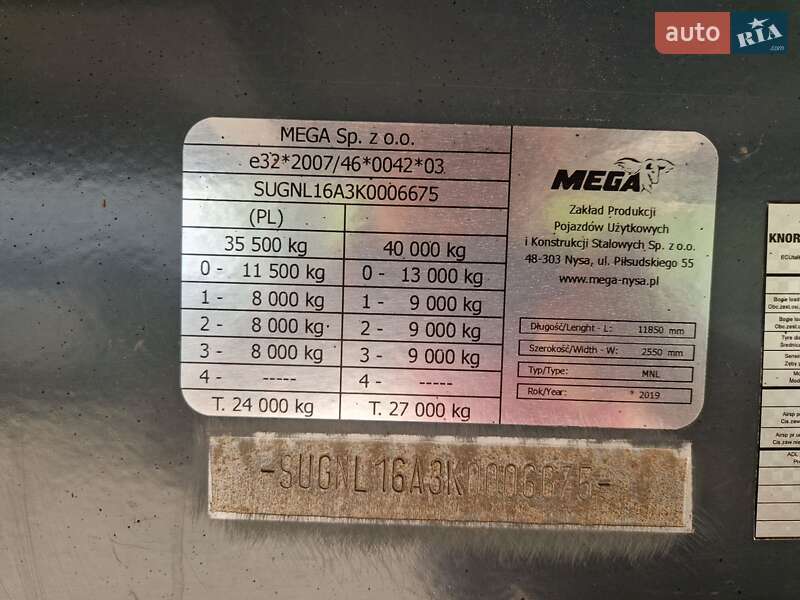 auto RIA .com
MEGA Sp. z o.o.
e32*2007/46*0042*03
SUGNL16A3K0006675
(PL)
35 500 kg 40 000 kg
0 - 11 500 kg 0 - 13 000 kg
1 - 8 000 kg 1 - 9 000 kg
2 - 8 000 kg 2 - 9 000 kg
3 - 8 000 kg 3 - 9 000 kg
4 - ----- 4 - -----
T. 24 000 kg T. 27 000 kg
MEGA
Zakład Produkcji
Pojazdów Użytkowych
i Konstrukcji Stalowych Sp. z o.o.
48-303 Nysa, ul. Piłsudskiego 55
www.mega-nysa.pl
Długość/Lenght - L: 11850 mm
Szerokość/Width - W: 2550 mm
Typ/Type: MNL
Rok/Year: * 2019
-SUGNL16A3K0006675-
KNOR